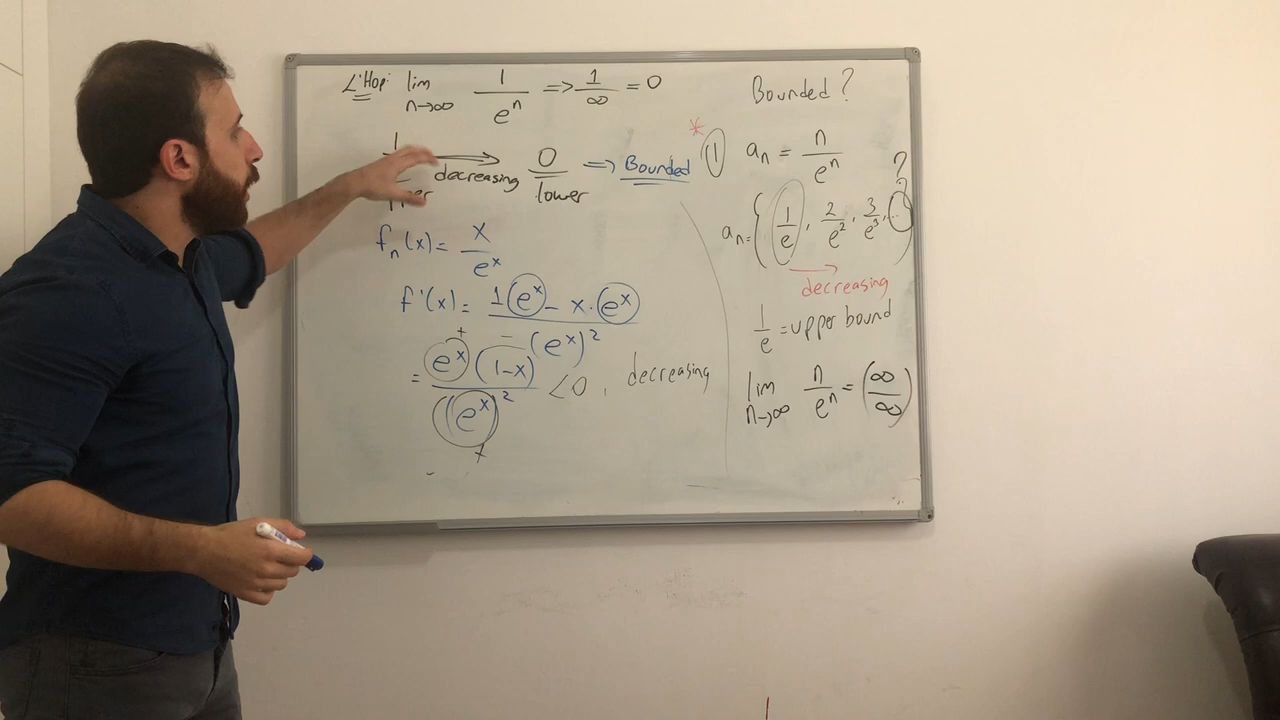 L'Hop: lim n→∞ 1/e^n => 1/∞ = 0
1 decreasing 0/lower => Bounded
f_n(x) = x/e^x
f'(x) = 1(e^x) - x·(e^x) / (e^x)^2
= e^x(1-x) / (e^x)^2 < 0, decreasing
+
+
Bounded?
* 1 a_n = n/e^n
?
a_n = { 1/e, 2/e^2, 3/e^3, ... }
decreasing
1/e = upper bound
lim n→∞ n/e^n = (∞/∞)